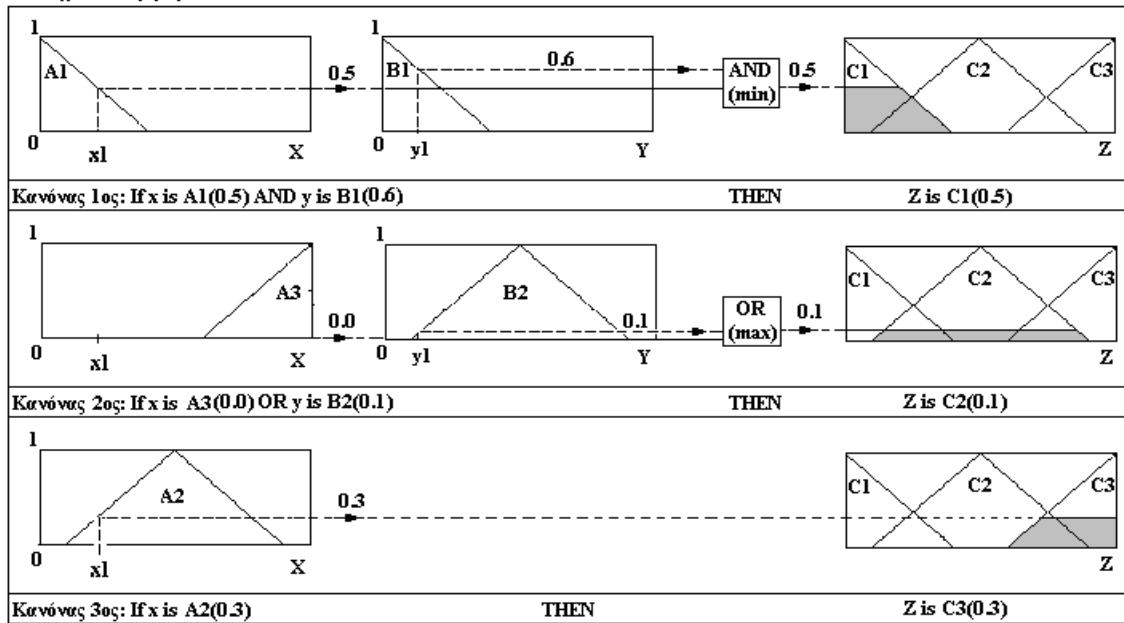 1
A1
0.5
0
x1
X
1
B1
0.6
0
y1
Y
AND
(min)
0.5
C1
C2
C3
Z
Κανόνας 1ος: If x is A1(0.5) AND y is B1(0.6) THEN Z is C1(0.5)
1
A3
0.0
0
x1
X
1
B2
0.1
0
y1
Y
OR
(max)
0.1
C1
C2
C3
Z
Κανόνας 2ος: If x is A3(0.0) OR y is B2(0.1) THEN Z is C2(0.1)
1
A2
0.3
0
x1
X
C1
C2
C3
Z
Κανόνας 3ος: If x is A2(0.3) THEN Z is C3(0.3)